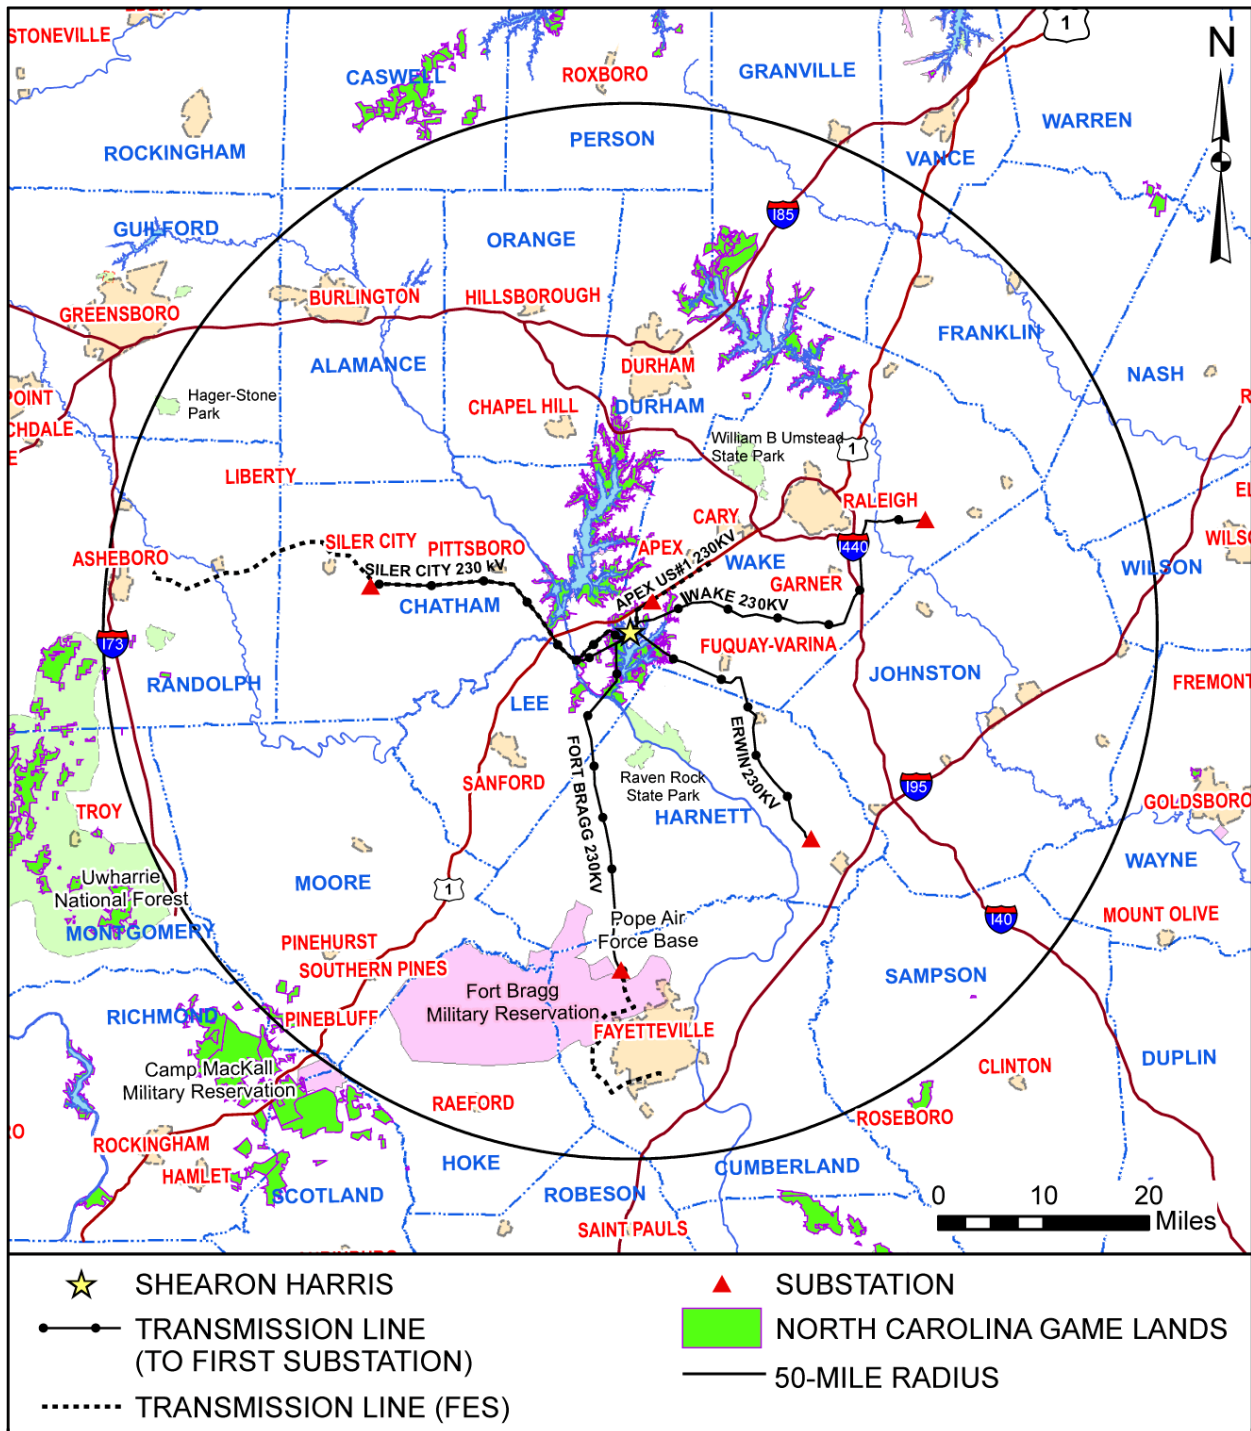 STONEVILLE
1
N
CASWELL
ROXBORO
GRANVILLE
WARREN
ROCKINGHAM
PERSON
VANCE
GUILFORD
I85
ORANGE
GREENSBORO
BURLINGTON
HILLSBOROUGH
FRANKLIN
ALAMANCE
DURHAM
NASH
POINT
Hager-Stone
Park
CHAPEL HILL
DURHAM
CHDALE
E
William B Umstead
State Park
1
LIBERTY
RALEIGH
CARY
SILER CITY
PITTSBORO
APEX
I440
WILSO
ASHEBORO
SILER CITY 230 kV
APEX US#1 230KV
WAKE
WILSON
GARNER
CHATHAM
WAKE 230KV
I73
FUQUAY-VARINA
RANDOLPH
LEE
JOHNSTON
FREMONT
FORT BRAGG 230KV
ERWIN 230KV
SANFORD
Raven Rock
State Park
I95
TROY
HARNETT
GOLDSBORO
WAYNE
Uwharrie
National Forest
MOORE
1
MONTGOMERY
Pope Air
Force Base
I40
MOUNT OLIVE
PINEHURST
SOUTHERN PINES
SAMPSON
Fort Bragg
Military Reservation
RICHMOND
PINEBLUFF
FAYETTEVILLE
DUPLIN
CLINTON
Camp MacKall
Military Reservation
RAEFORD
ROSEBORO
RO
ROCKINGHAM
HAMLET
HOKE
CUMBERLAND
SCOTLAND
ROBESON
0 10 20
Miles
SAINT PAULS
SHEARON HARRIS
TRANSMISSION LINE
(TO FIRST SUBSTATION)
TRANSMISSION LINE (FES)
SUBSTATION
NORTH CAROLINA GAME LANDS
50-MILE RADIUS